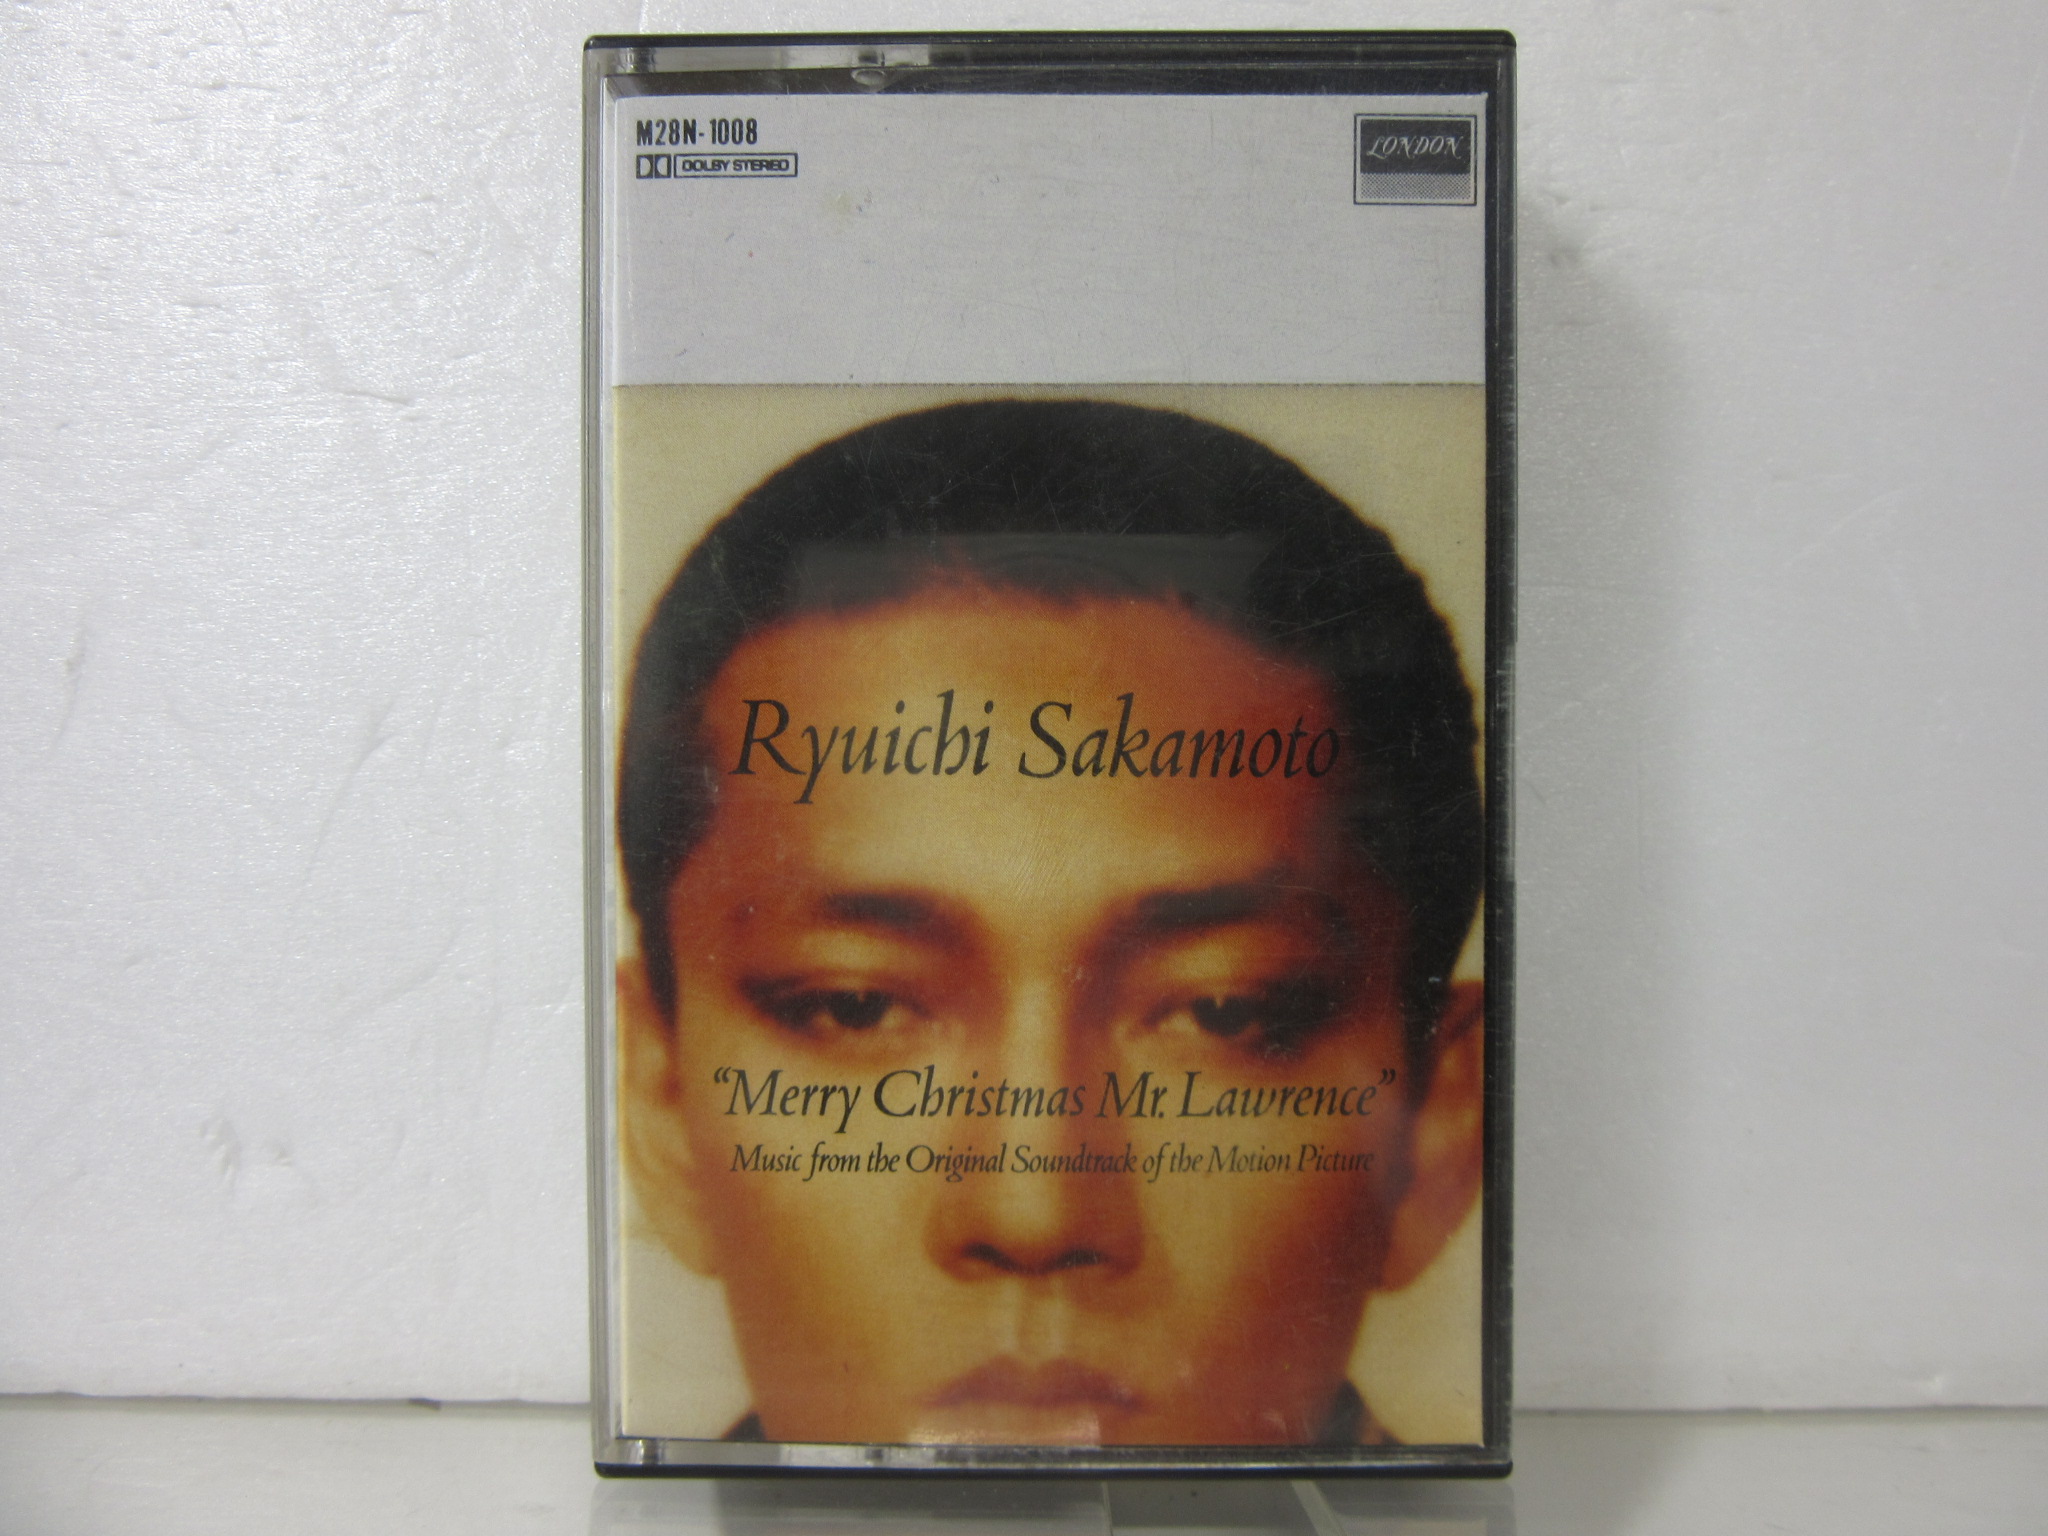 M28N-1008
DOLBY STEREO
LONDON
Ryuichi Sakamoto
“Merry Christmas Mr. Lawrence”
Music from the Original Soundtrack of the Motion Picture